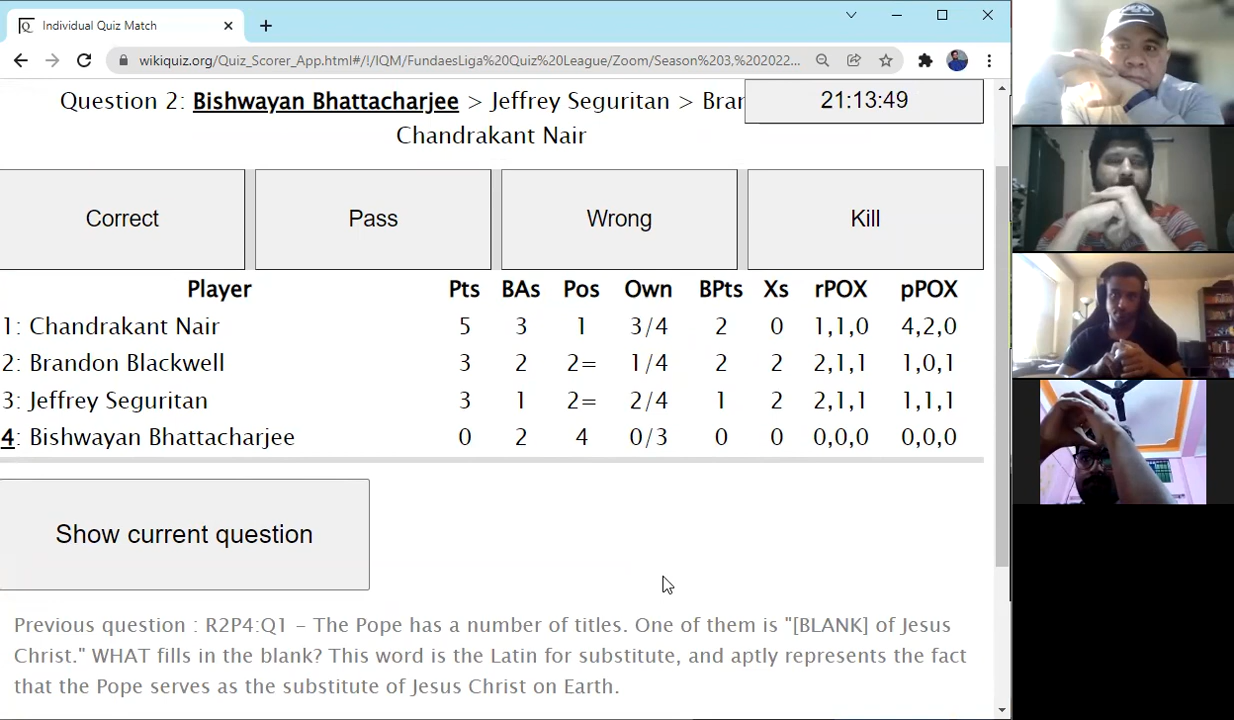 Individual Quiz Match
wikiquiz.org/Quiz_Scorer_App.html#/!/IQM/FundaesLiga%20Quiz%20League/Zoom/Season%203,%202022...
Question 2: Bishwayan Bhattacharjee > Jeffrey Seguritan > Bran
21:13:49
Chandrakant Nair
Correct Pass Wrong Kill
Player Pts BAs Pos Own BPts Xs rPOX pPOX
1: Chandrakant Nair 5 3 1 3/4 2 0 1,1,0 4,2,0
2: Brandon Blackwell 3 2 2= 1/4 2 2 2,1,1 1,0,1
3: Jeffrey Seguritan 3 1 2= 2/4 1 2 2,1,1 1,1,1
4: Bishwayan Bhattacharjee 0 2 4 0/3 0 0 0,0,0 0,0,0
Show current question
Previous question : R2P4:Q1 - The Pope has a number of titles. One of them is "[BLANK] of Jesus
Christ." WHAT fills in the blank? This word is the Latin for substitute, and aptly represents the fact
that the Pope serves as the substitute of Jesus Christ on Earth.